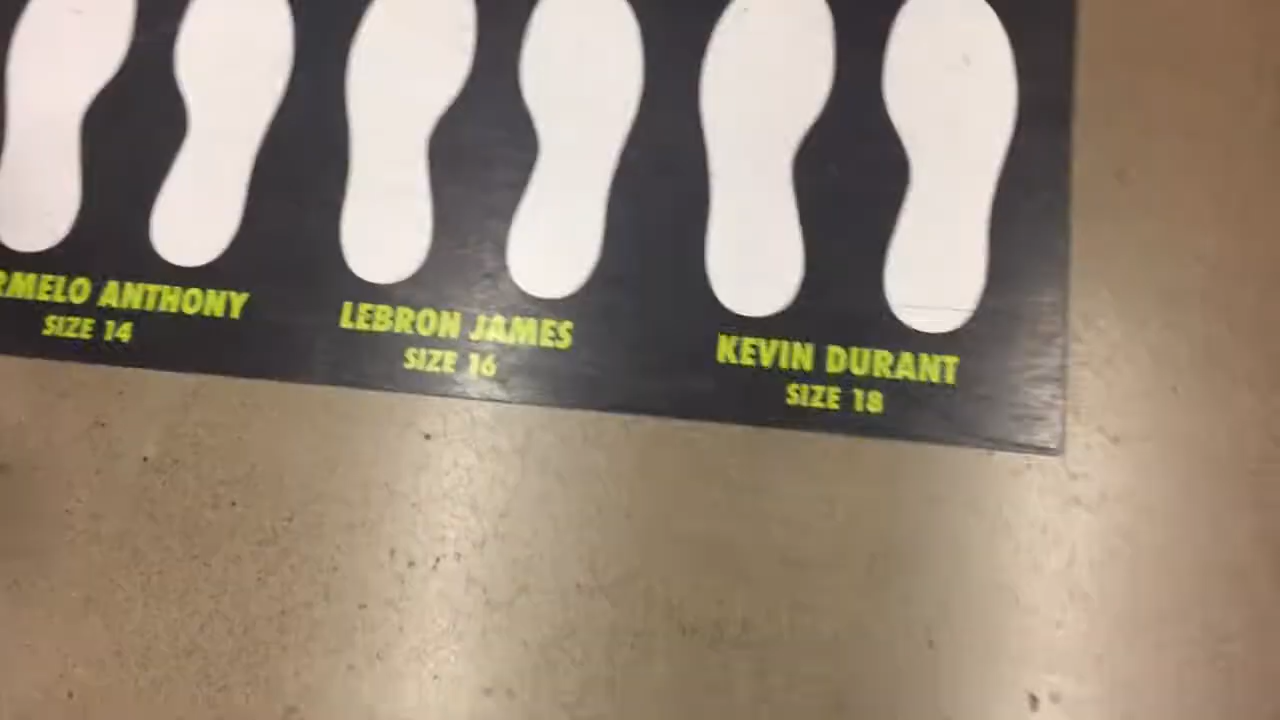 RMELO ANTHONY
SIZE 14
LEBRON JAMES
SIZE 16
KEVIN DURANT
SIZE 18